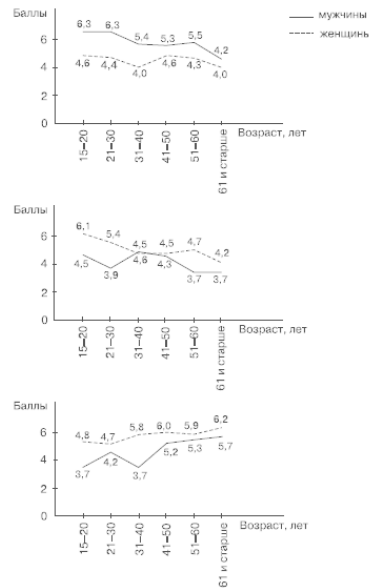 Баллы
мужчины
женщинь
6,3 6,3 5,4 5,3 5,5 4,2
4,6 4,4 4,0 4,6 4,3 4,0
6
4
2
0
Возраст, лет
15–20 21–30 31–40 41–50 51–60 61 и старше
Баллы
6,1 5,4 4,5 4,5 4,7 4,2
4,5 3,9 4,6 4,3 3,7 3,7
6
4
2
0
Возраст, лет
15–20 21–30 31–40 41–50 51–60 61 и старше
Баллы
4,8 4,7 5,8 6,0 5,9 6,2
3,7 4,2 3,7 5,2 5,3 5,7
6
4
2
0
Возраст, лет
15–20 21–30 31–40 41–50 51–60 61 и старше